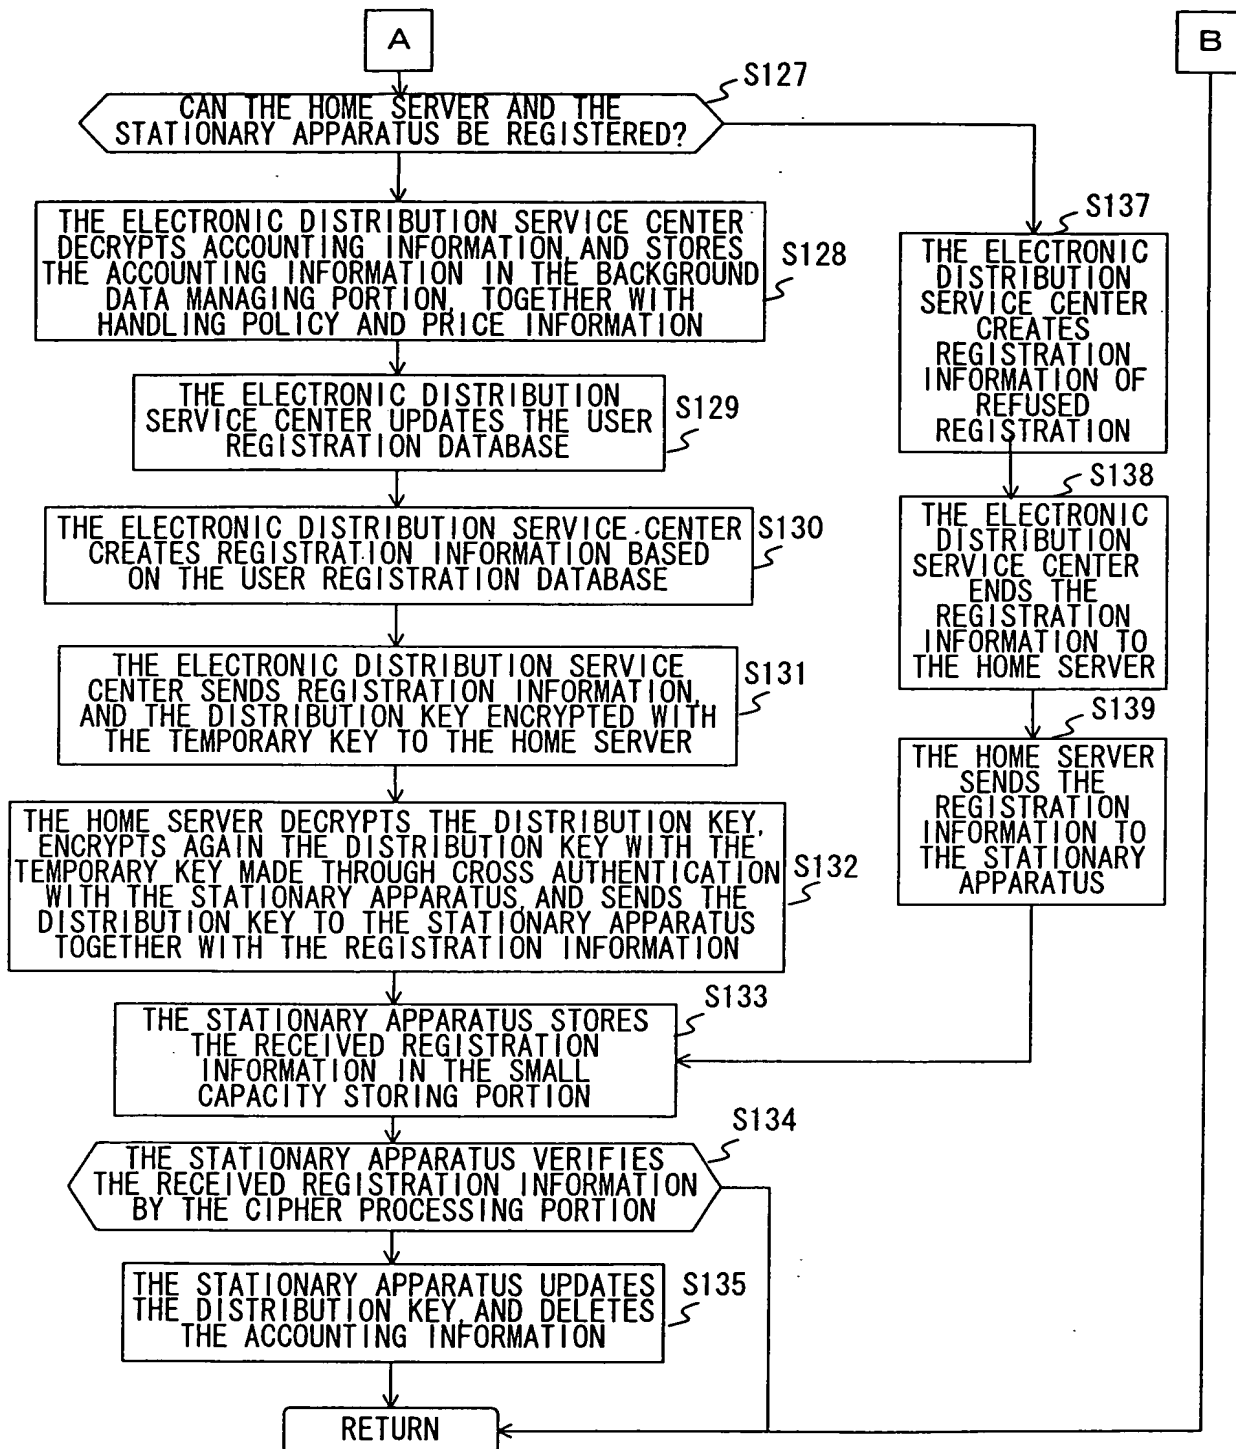 A
B
S127
CAN THE HOME SERVER AND THE
STATIONARY APPARATUS BE REGISTERED?
S128
THE ELECTRONIC DISTRIBUTION SERVICE CENTER
DECRYPTS ACCOUNTING INFORMATION, AND STORES
THE ACCOUNTING INFORMATION IN THE BACKGROUND
DATA MANAGING PORTION, TOGETHER WITH
HANDLING POLICY AND PRICE INFORMATION
S129
THE ELECTRONIC DISTRIBUTION
SERVICE CENTER UPDATES THE USER
REGISTRATION DATABASE
S130
THE ELECTRONIC DISTRIBUTION SERVICE CENTER
CREATES REGISTRATION INFORMATION BASED
ON THE USER REGISTRATION DATABASE
S131
THE ELECTRONIC DISTRIBUTION SERVICE
CENTER SENDS REGISTRATION INFORMATION,
AND THE DISTRIBUTION KEY ENCRYPTED WITH
THE TEMPORARY KEY TO THE HOME SERVER
S132
THE HOME SERVER DECRYPTS THE DISTRIBUTION KEY,
ENCRYPTS AGAIN THE DISTRIBUTION KEY WITH THE
TEMPORARY KEY MADE THROUGH CROSS AUTHENTICATION
WITH THE STATIONARY APPARATUS, AND SENDS THE
DISTRIBUTION KEY TO THE STATIONARY APPARATUS
TOGETHER WITH THE REGISTRATION INFORMATION
S133
THE STATIONARY APPARATUS STORES
THE RECEIVED REGISTRATION
INFORMATION IN THE SMALL
CAPACITY STORING PORTION
S134
THE STATIONARY APPARATUS VERIFIES
THE RECEIVED REGISTRATION INFORMATION
BY THE CIPHER PROCESSING PORTION
S135
THE STATIONARY APPARATUS UPDATES
THE DISTRIBUTION KEY, AND DELETES
THE ACCOUNTING INFORMATION
RETURN
S137
THE ELECTRONIC
DISTRIBUTION
SERVICE CENTER
CREATES
REGISTRATION
INFORMATION OF
REFUSED
REGISTRATION
S138
THE ELECTRONIC
DISTRIBUTION
SERVICE CENTER
ENDS THE
REGISTRATION
INFORMATION TO
THE HOME SERVER
S139
THE HOME SERVER
SENDS THE
REGISTRATION
INFORMATION TO
THE STATIONARY
APPARATUS